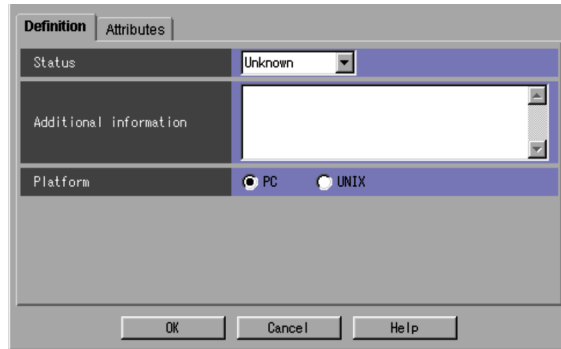 Definition Attributes
Status Unknown
Additional information
Platform PC UNIX
OK Cancel Help